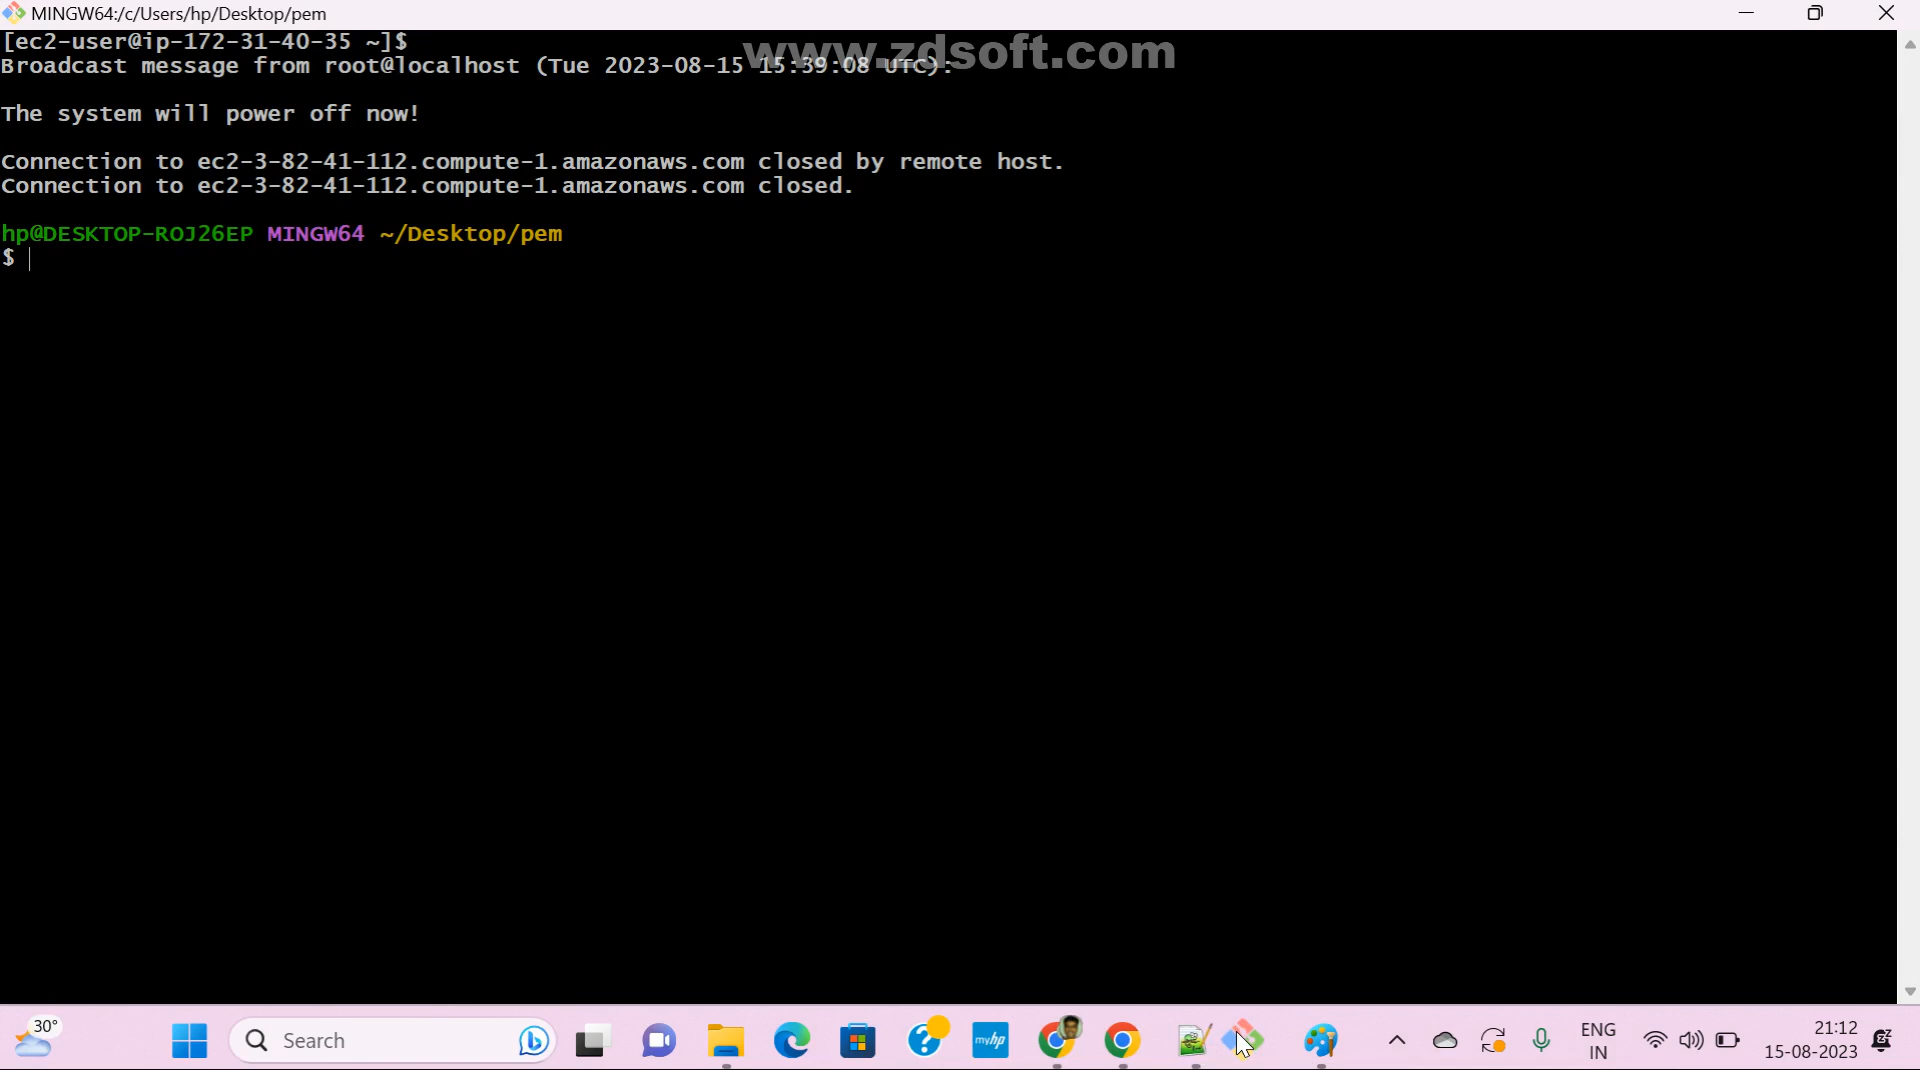 MINGW64:/c/Users/hp/Desktop/pem
[ec2-user@ip-172-31-40-35 ~]$
www.zdsoft.com
Broadcast message from root@localhost (Tue 2023-08-15 15:39:08 UTC):
The system will power off now!
Connection to ec2-3-82-41-112.compute-1.amazonaws.com closed by remote host.
Connection to ec2-3-82-41-112.compute-1.amazonaws.com closed.
hp@DESKTOP-ROJ26EP MINGW64 ~/Desktop/pem
$
30°
Search
myhp
ENG
IN
21:12
15-08-2023